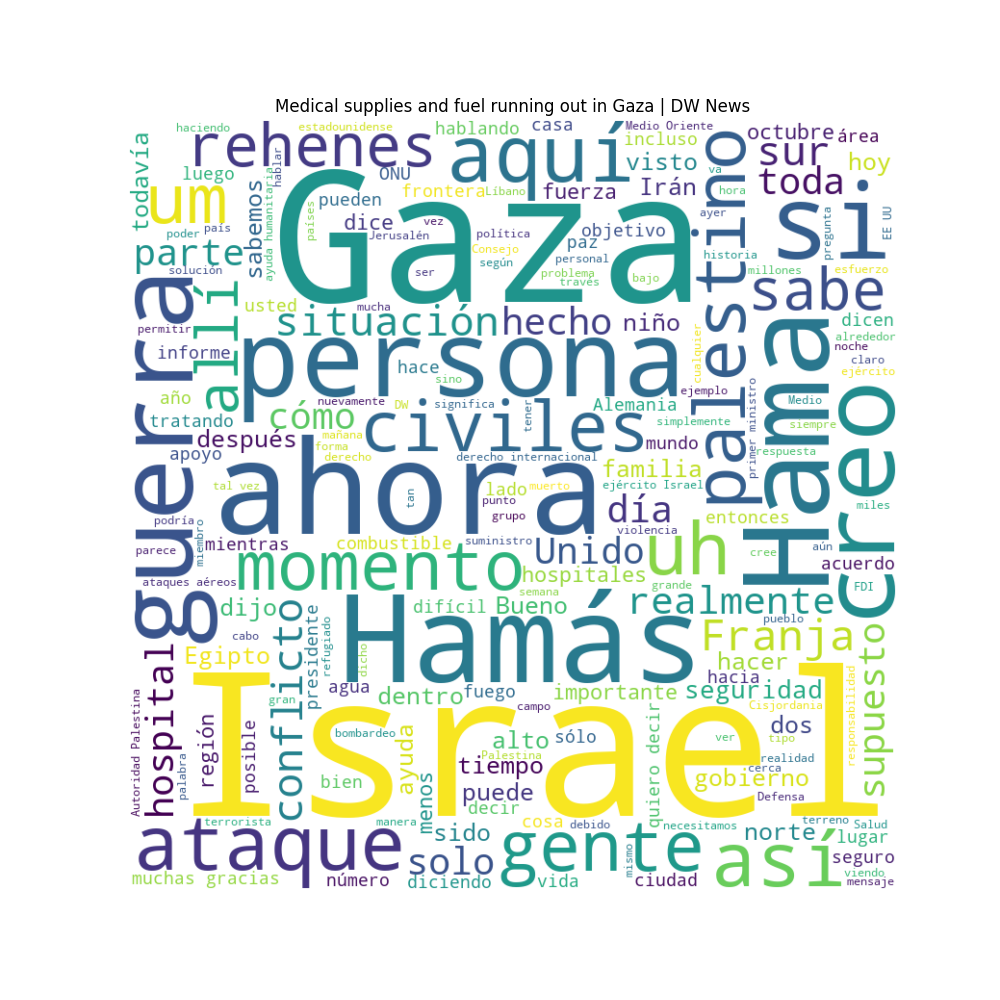 Medical supplies and fuel running out in Gaza | DW News
haciendo
estadounidense
hablando
casa
Medio Oriente
octubre
área
todavía
rehenes
hablar
ONU
aquí
incluso
sur
hoy
luego
visto
va
toda
um
sabemos
ayuda humanitaria
Gaza
pueden
frontera
Líbano
fuerza
Irán
hora
palestino
si
poder
país
países
dice
vez
política
objetivo
ayer
pregunta
EE UU
parte
Jerusalén
Consejo
paz
historia
solución
ser
según
personal
problema
través
bajo
millones
esfuerzo
guerra
allí
usted
mucha
sabe
permitir
situación
hecho
niño
dicen
informe
persona
cualquier
Hama
alrededor
noche
claro
hace
sino
ejemplo
ejército
año
nuevamente
DW
significa
tener
Alemania
primer ministro
Medio
creo
tratando
cómo
civiles
simplemente
siempre
después
mañana
mundo
apoyo
forma
derecho
derecho internacional
respuesta
familia
tal vez
ahora
tan
lado
muerto
ejército Israel
punto
miles
podría
miembro
grupo
día
entonces
violencia
parece
mientras
combustible
suministro
Unido
uh
cree
aún
acuerdo
ataques aéreos
momento
semana
hospitales
grande
FDI
dijo
difícil
Bueno
realmente
pueblo
cabo
conflicto
presidente
refugiado
Hamás
Franja
Egipto
dicho
hacer
supuesto
hospital
hacia
agua
dentro
fuego
importante
seguridad
responsabilidad
gran
campo
Cisjordania
Autoridad Palestina
región
posible
Israel
dos
bombardeo
alto
sólo
quiero decir
ver
tipo
realidad
Palestina
cerca
palabra
bien
ayuda
tiempo
gobierno
menos
puede
Defensa
decir
terrorista
manera
cosa
debido
necesitamos
terreno
Salud
ataque
sido
norte
lugar
solo
gente
mismo
así
seguro
viendo
muchas gracias
número
diciendo
vida
ciudad
mensaje